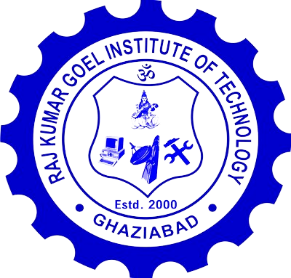 RAJ KUMAR GOEL INSTITUTE OF TECHNOLOGY
ॐ
Estd. 2000
• GHAZIABAD •